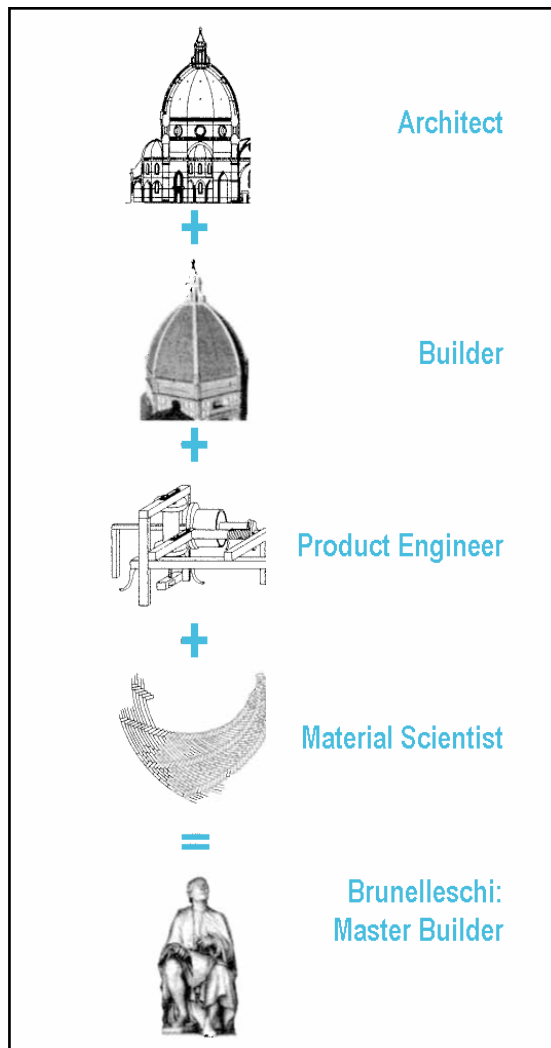 Architect
+
Builder
+
Product Engineer
+
Material Scientist
=
Brunelleschi:
Master Builder